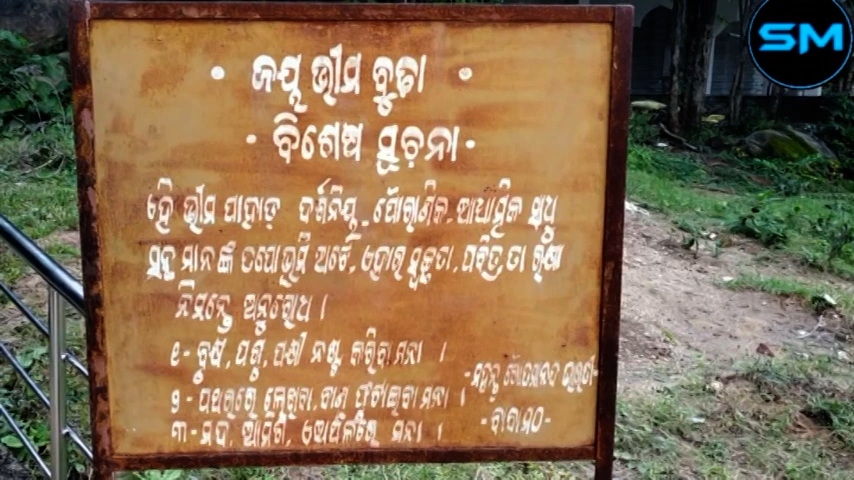 SM
• ଜୟ ଭୀମ ବୁଢା •
• ବିଶେଷ ସୁଚନା •
ଭୀମ ପାହାଡ଼ ଦର୍ଶନିୟ, ପୌରାଣିକ, ଆଧାତ୍ମିକ ସାଧୁ
ସନ୍ଥ ମାନଙ୍କ ତପୋଭୂମି ଅଟେ, ଏହାର ସ୍ୱଚ୍ଛତା, ପବିତ୍ରତା ରକ୍ଷା
ନିମନ୍ତେ ଅନୁରୋଧ ।
୧- ବୃକ୍ଷ, ପଶୁ, ପକ୍ଷୀ ନଷ୍ଟ କରିବା ମନା ।
୨- ପଥରରେ ଲେଖିବା, ବାଣ ଫୁଟାଇବା ମନା ।
୩- ମଦ, ଆମିଷ, ମନା ।